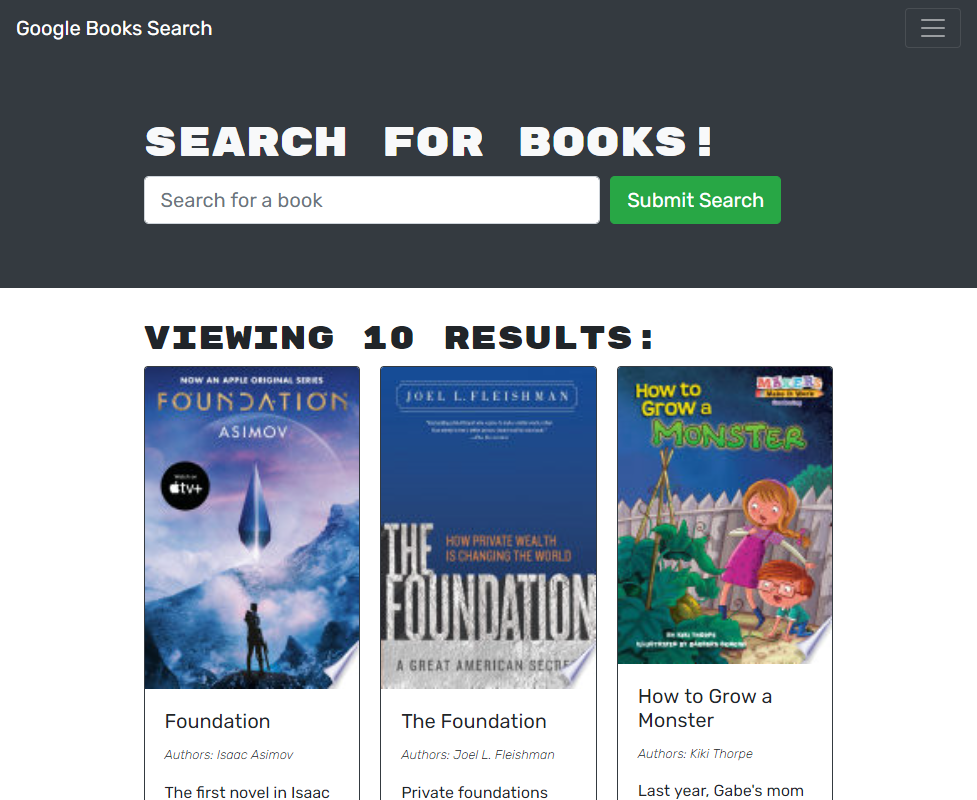 Google Books Search
SEARCH FOR BOOKS!
Search for a book
Submit Search
VIEWING 10 RESULTS:
NOW AN APPLE ORIGINAL SERIES
FOUNDATION
ASIMOV
tv+
JOEL L. FLEISHMAN
THE
HOW PRIVATE WEALTH
IS CHANGING THE WORLD
FOUNDATION
A GREAT AMERICAN SECRE
How to
Grow a
MONSTER
MAKERS
Make It Work
BY KIKI THORPE
Foundation
Authors: Isaac Asimov
The first novel in Isaac
The Foundation
Authors: Joel L. Fleishman
Private foundations
How to Grow a
Monster
Authors: Kiki Thorpe
Last year, Gabe's mom